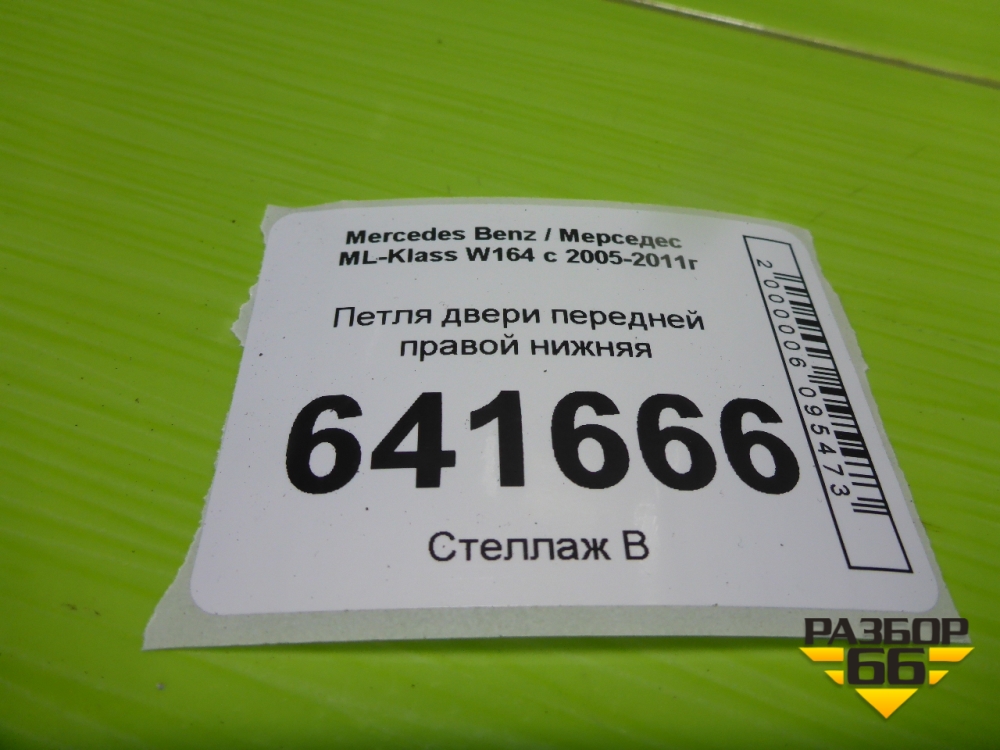 Mercedes Benz / Мерседес
ML-Klass W164 с 2005-2011г
Петля двери передней
правой нижняя
641666
Стеллаж В
2000006095473
РАЗБОР
66